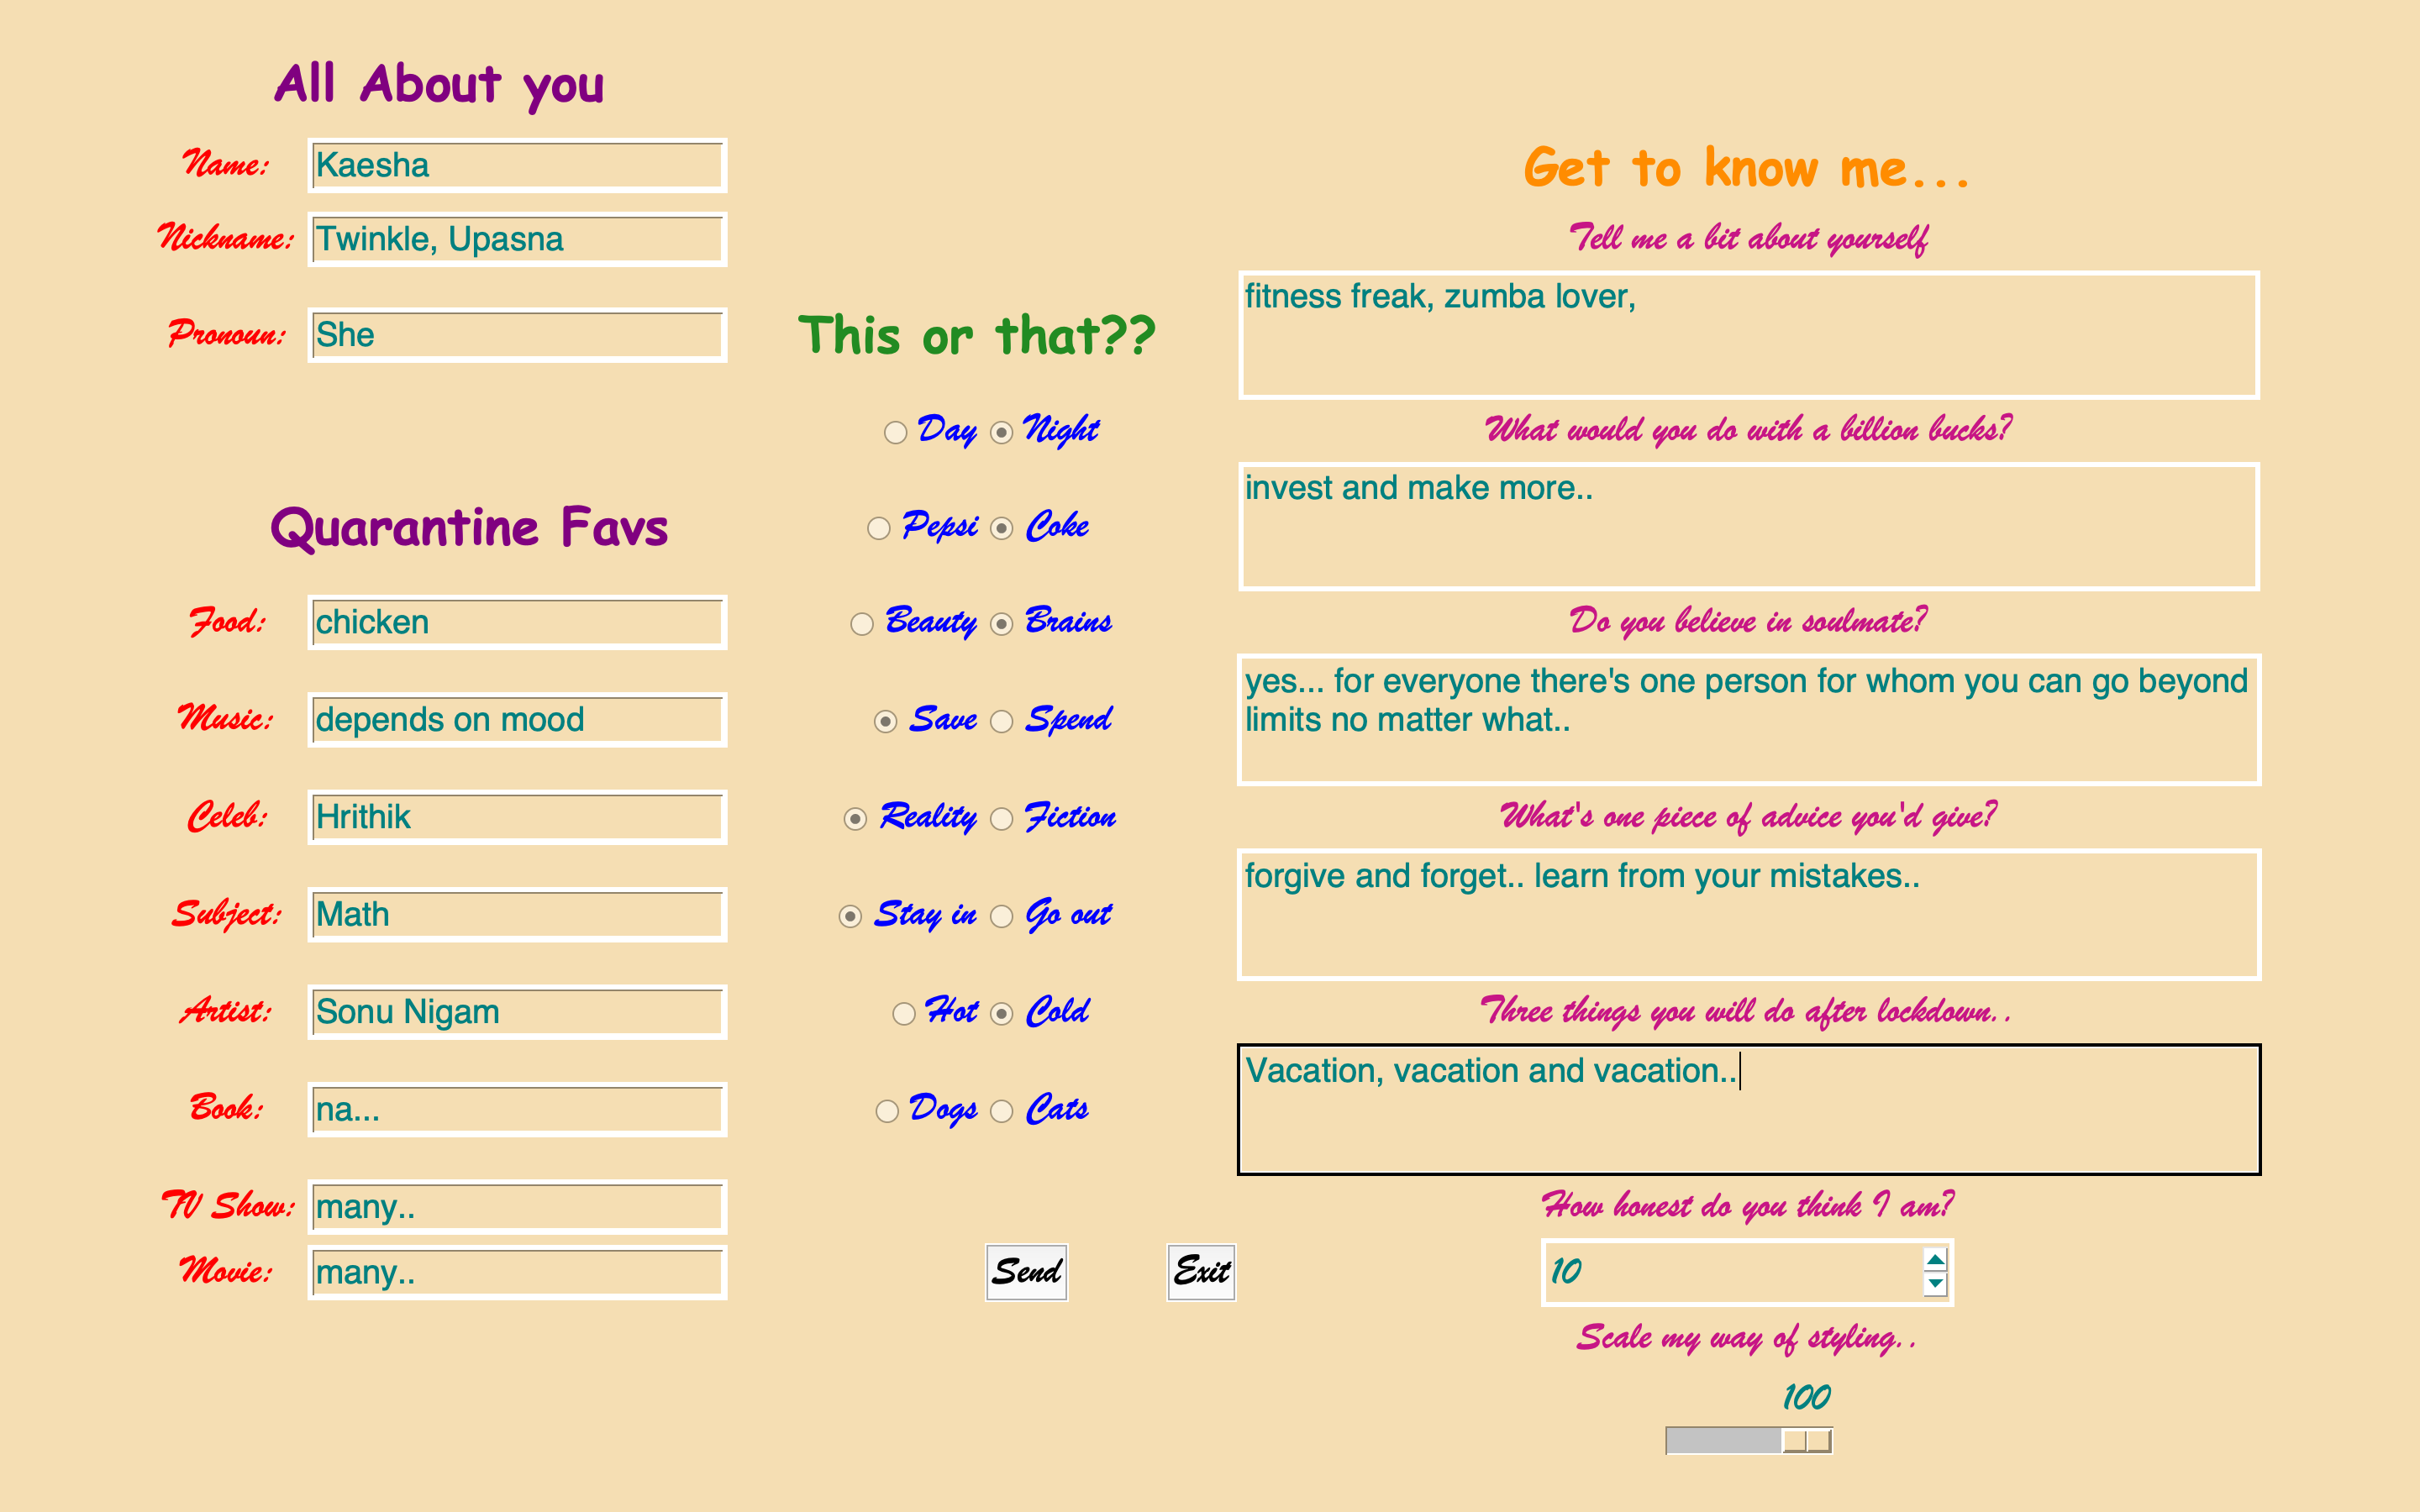 All About you
Name: Kaesha
Nickname: Twinkle, Upasna
Pronoun: She
Quarantine Favs
Food: chicken
Music: depends on mood
Celeb: Hrithik
Subject: Math
Artist: Sonu Nigam
Book: na...
TV Show: many..
Movie: many..
This or that??
Day Night
Pepsi Coke
Beauty Brains
Save Spend
Reality Fiction
Stay in Go out
Hot Cold
Dogs Cats
Send Exit
Get to know me...
Tell me a bit about yourself
fitness freak, zumba lover,
What would you do with a billion bucks?
invest and make more..
Do you believe in soulmate?
yes... for everyone there's one person for whom you can go beyond
limits no matter what..
What's one piece of advice you'd give?
forgive and forget.. learn from your mistakes..
Three things you will do after lockdown..
Vacation, vacation and vacation..
How honest do you think I am?
10
Scale my way of styling..
100